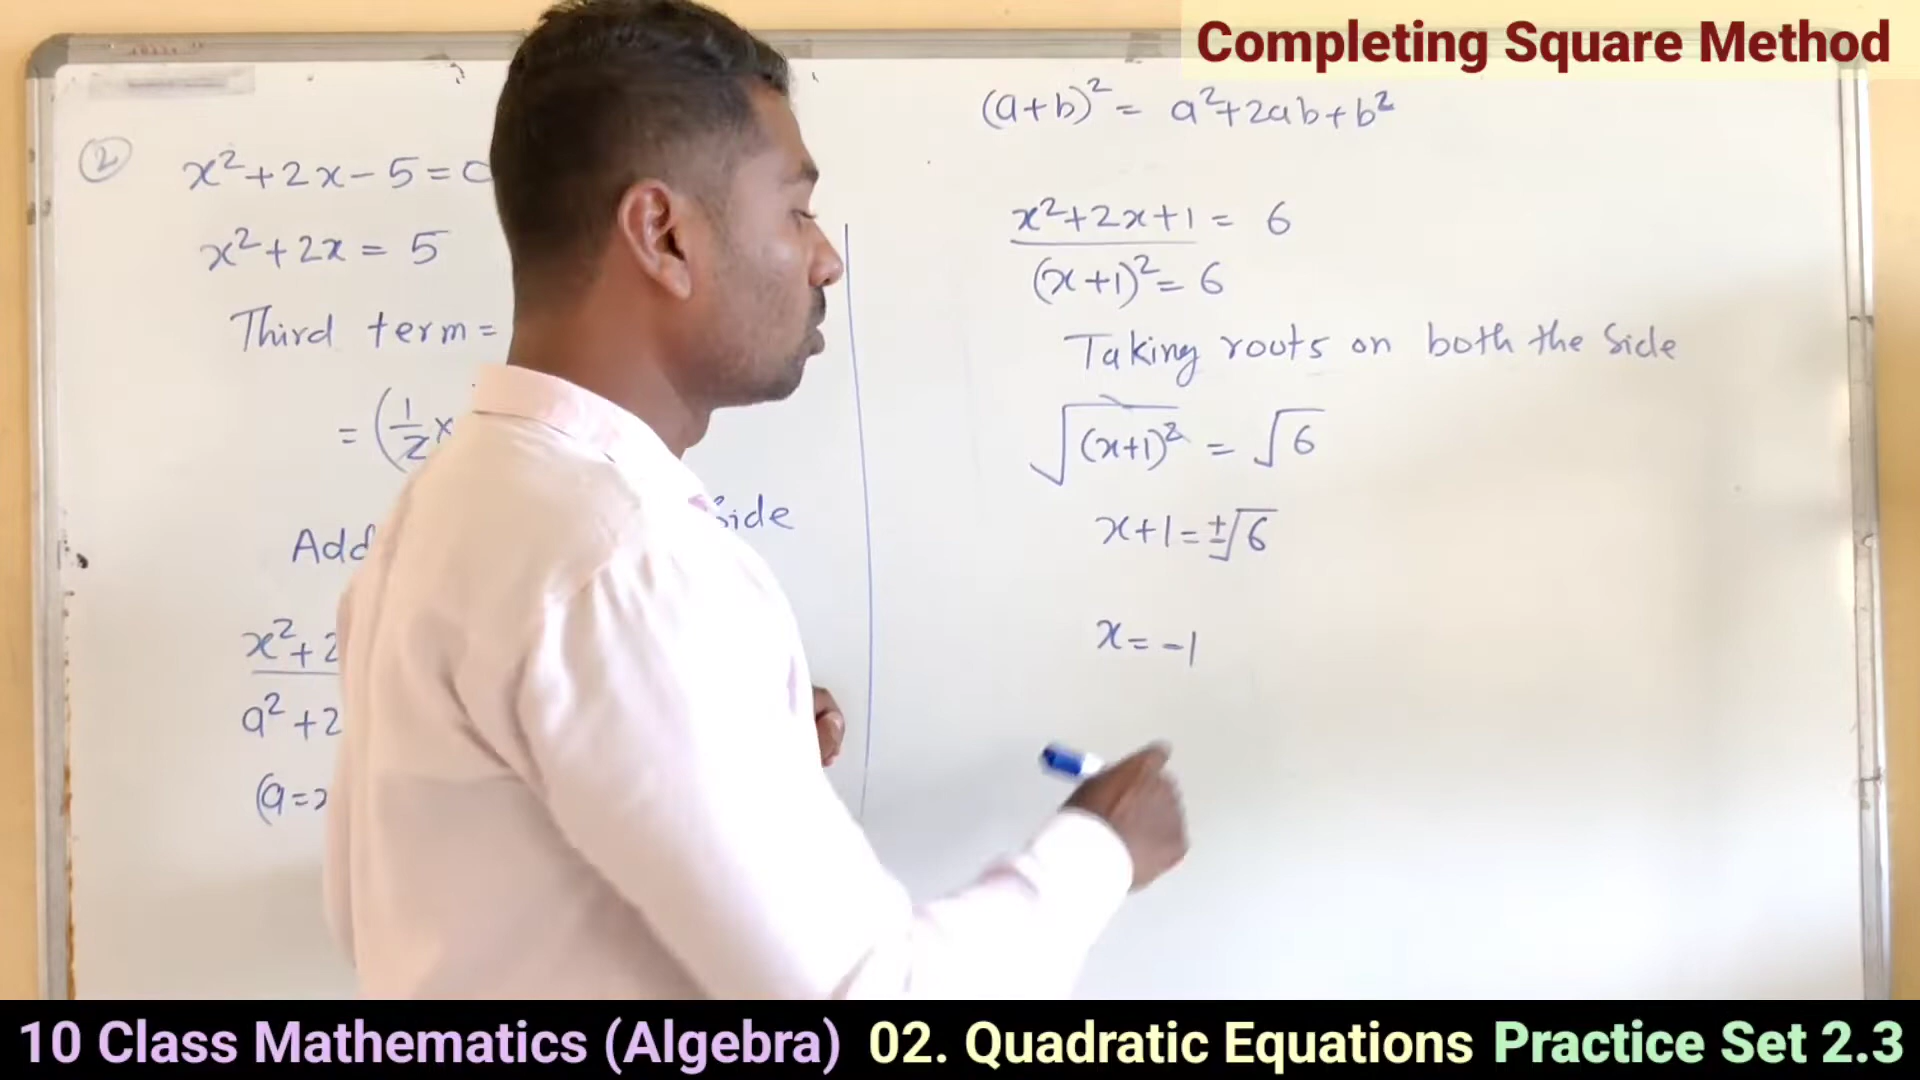 Completing Square Method
② x²+2x-5=0
x²+2x = 5
Third term =
= (1/2 x
Add
Side
x²+2
a²+2
(a=x
(a+b)² = a²+2ab+b²
x²+2x+1 = 6
(x+1)² = 6
Taking roots on both the Side
√(x+1)² = √6
x+1 = ±√6
x = -1
10 Class Mathematics (Algebra) 02. Quadratic Equations Practice Set 2.3